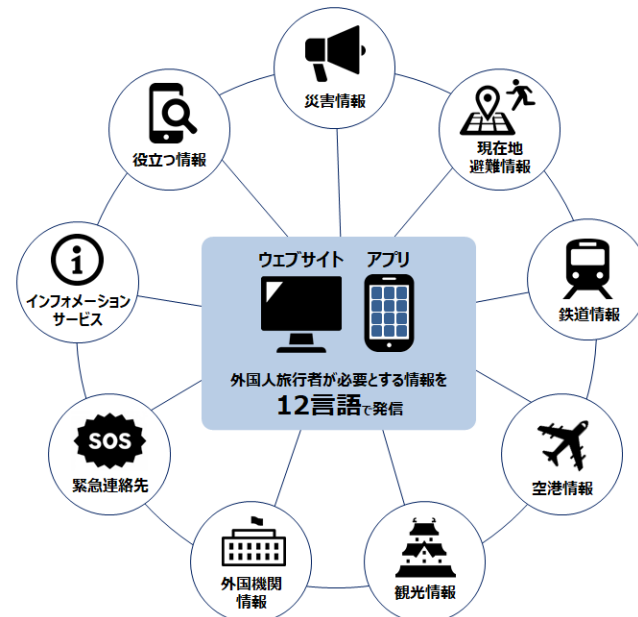 災害情報
現在地
避難情報
鉄道情報
空港情報
観光情報
外国機関
情報
SOS
緊急連絡先
i
インフォメーション
サービス
役立つ情報
ウェブサイト アプリ
外国人旅行者が必要とする情報を
12言語で発信